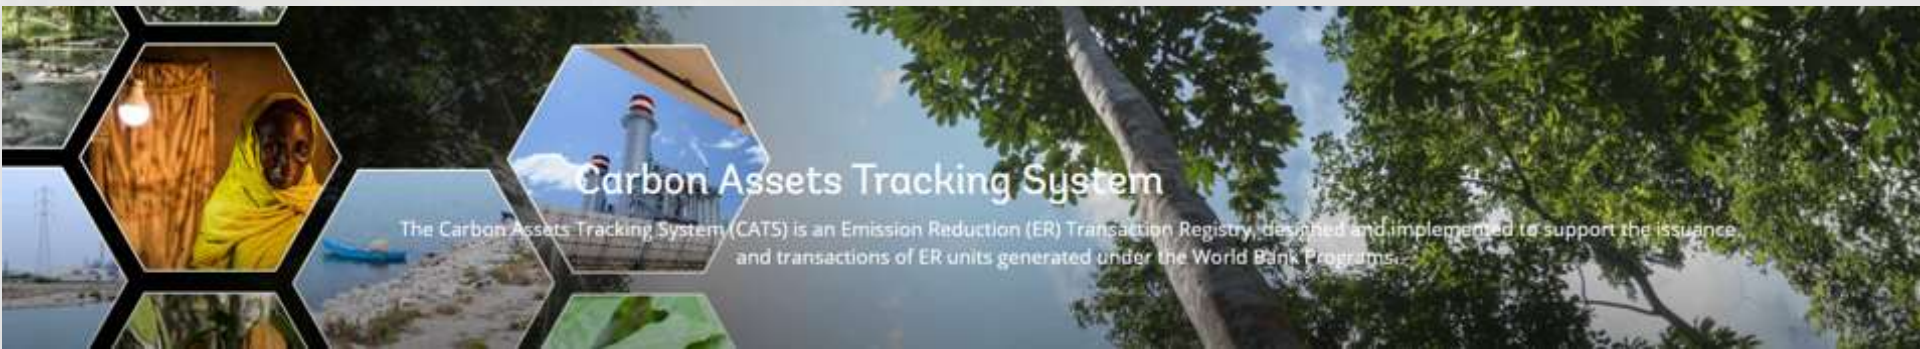 Carbon Assets Tracking System
The Carbon Assets Tracking System (CATS) is an Emission Reduction (ER) Transaction Registry, designed and implemented to support the issuance
and transactions of ER units generated under the World Bank Programs.